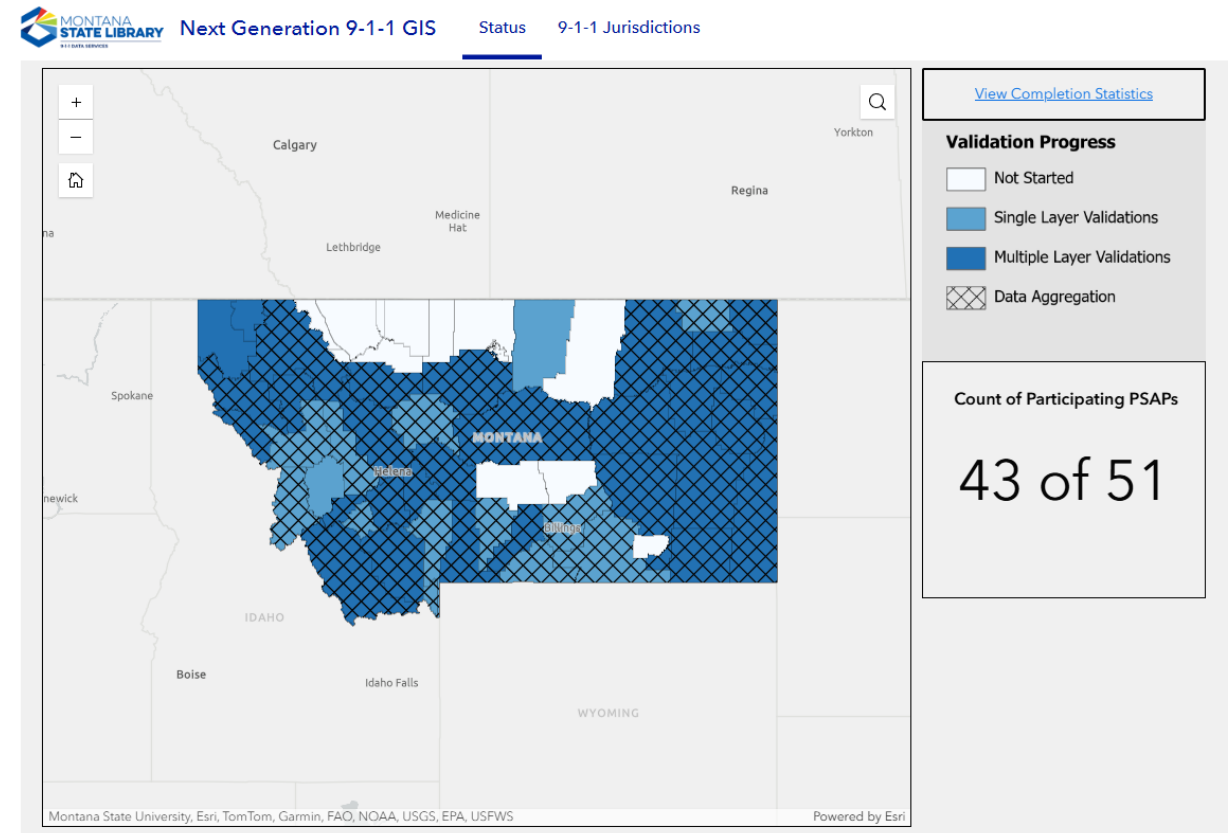 MONTANA
STATE LIBRARY
9-1-1 DATA SERVICES
Next Generation 9-1-1 GIS
Status
9-1-1 Jurisdictions
+
−
Calgary
Yorkton
Regina
Medicine
Hat
na
Lethbridge
Spokane
MONTANA
Helena
newick
Billings
IDAHO
Boise
Idaho Falls
WYOMING
Montana State University, Esri, TomTom, Garmin, FAO, NOAA, USGS, EPA, USFWS
Powered by Esri
View Completion Statistics
Validation Progress
Not Started
Single Layer Validations
Multiple Layer Validations
Data Aggregation
Count of Participating PSAPs
43 of 51